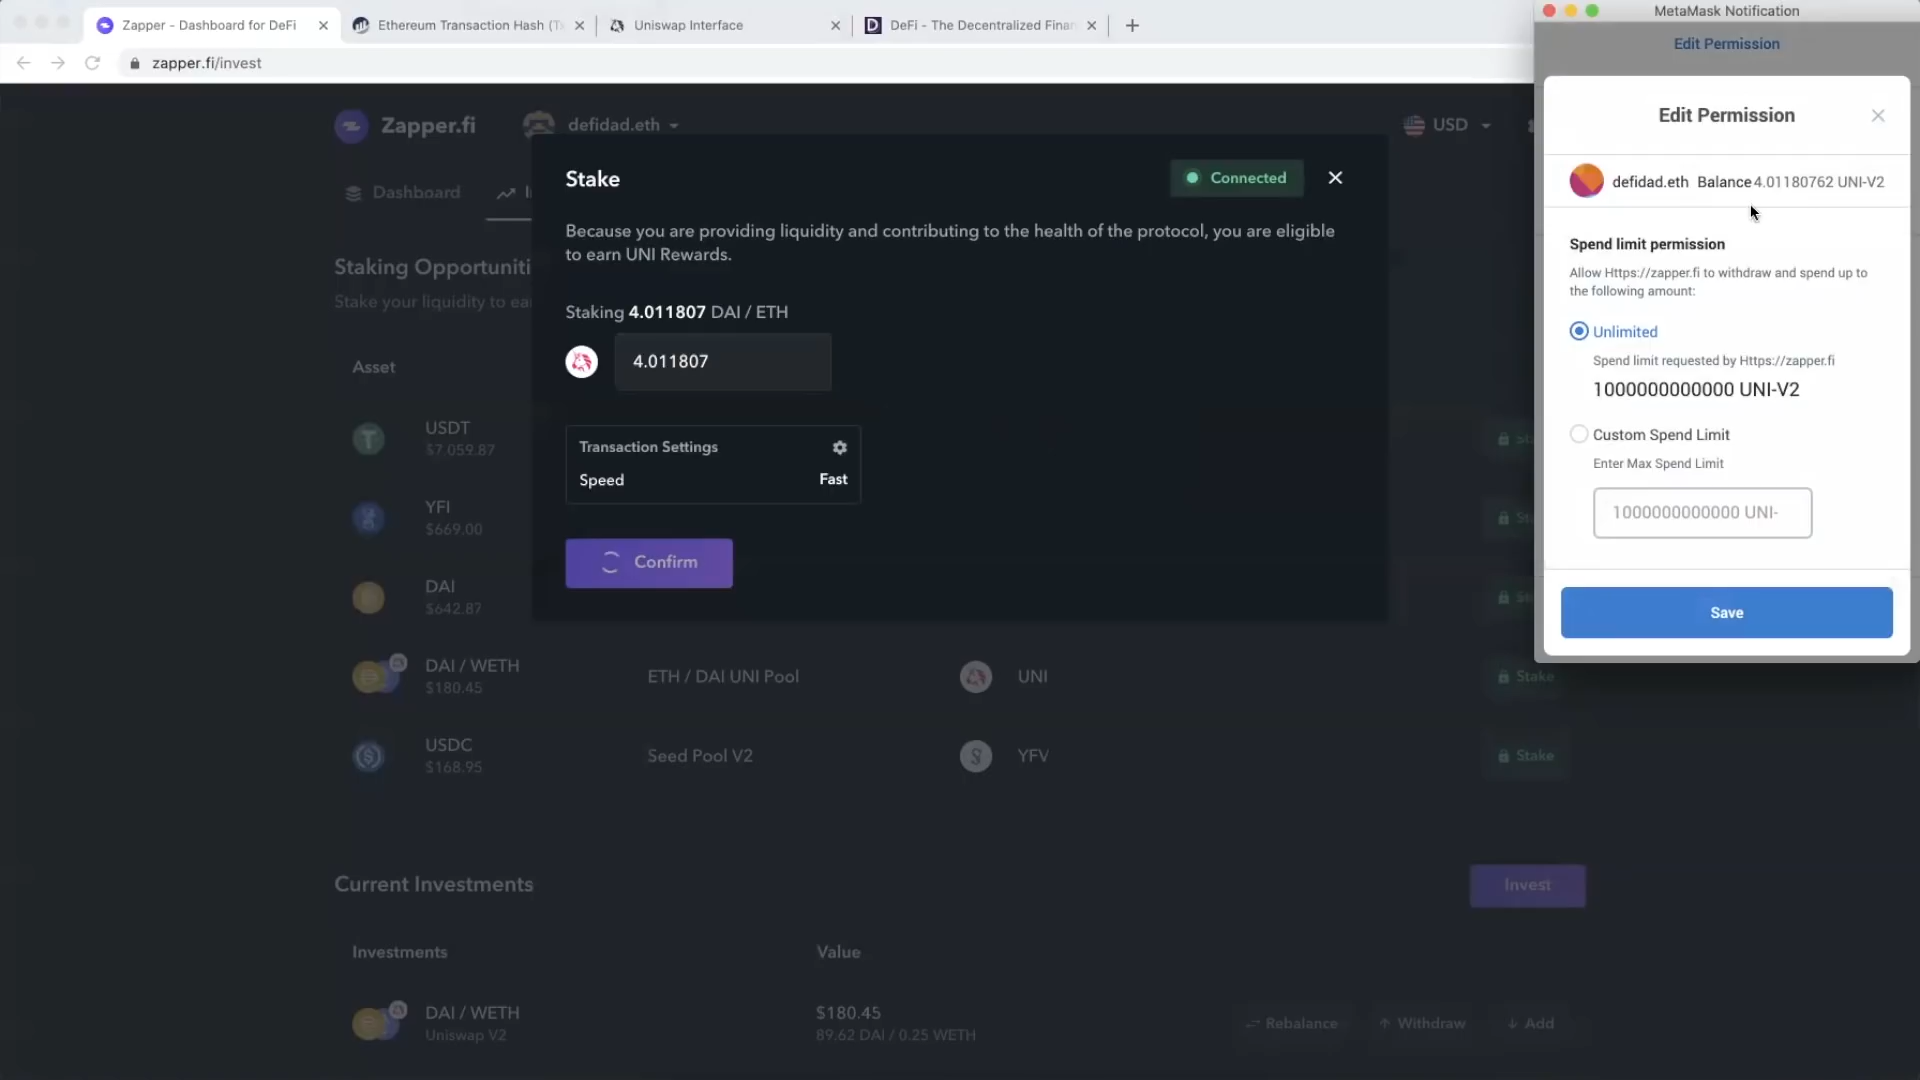 Zapper - Dashboard for DeFi
Ethereum Transaction Hash (Tx
Uniswap Interface
DeFi - The Decentralized Finan
MetaMask Notification
zapper.fi/invest
Edit Permission
Zapper.fi
defidad.eth
USD
Dashboard
Stake
Connected
Because you are providing liquidity and contributing to the health of the protocol, you are eligible
to earn UNI Rewards.
Staking 4.011807 DAI / ETH
4.011807
Transaction Settings
Speed
Fast
Confirm
Edit Permission
defidad.eth Balance 4.01180762 UNI-V2
Spend limit permission
Allow Https://zapper.fi to withdraw and spend up to
the following amount:
Unlimited
Spend limit requested by Https://zapper.fi
1000000000000 UNI-V2
Custom Spend Limit
Enter Max Spend Limit
1000000000000 UNI-
Save
Staking Opportuniti
Stake your liquidity to ea
Asset
USDT
$7,059.87
YFI
$669.00
DAI
$642.87
DAI / WETH
$180.45
ETH / DAI UNI Pool
UNI
Stake
USDC
$168.95
Seed Pool V2
YFV
Stake
Current Investments
Invest
Investments
Value
DAI / WETH
Uniswap V2
$180.45
89.62 DAI / 0.25 WETH
Rebalance
Withdraw
Add